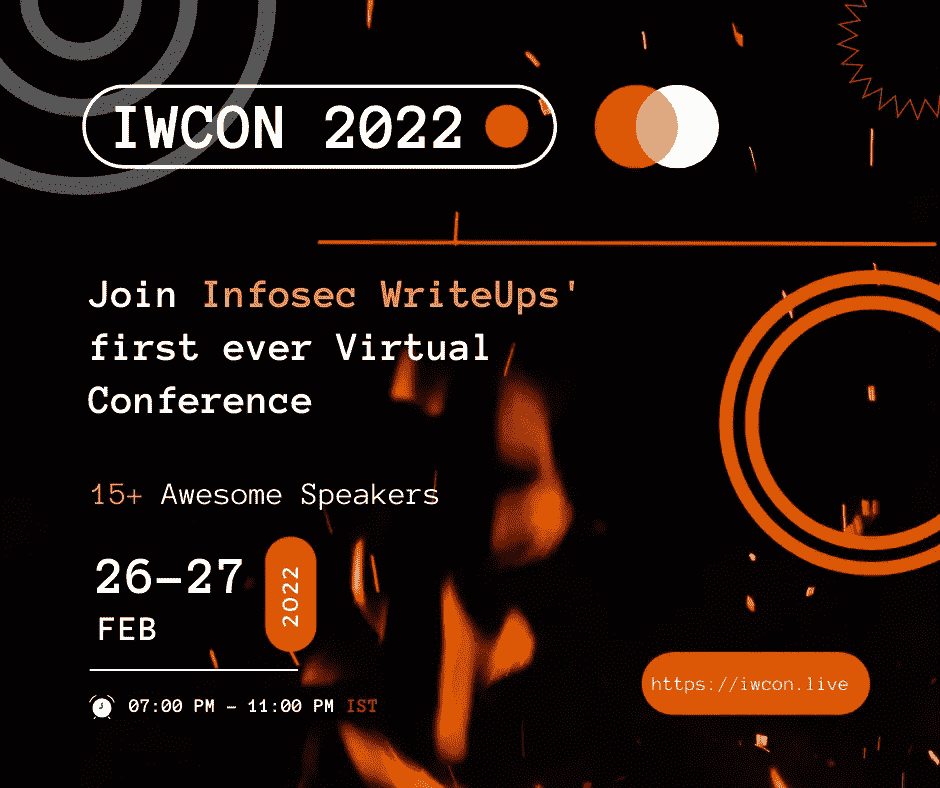 IWCON 2022
Join Infosec WriteUps'
first ever Virtual
Conference
15+ Awesome Speakers
26-27
2022
FEB
07:00 PM - 11:00 PM IST
https://iwcon.live